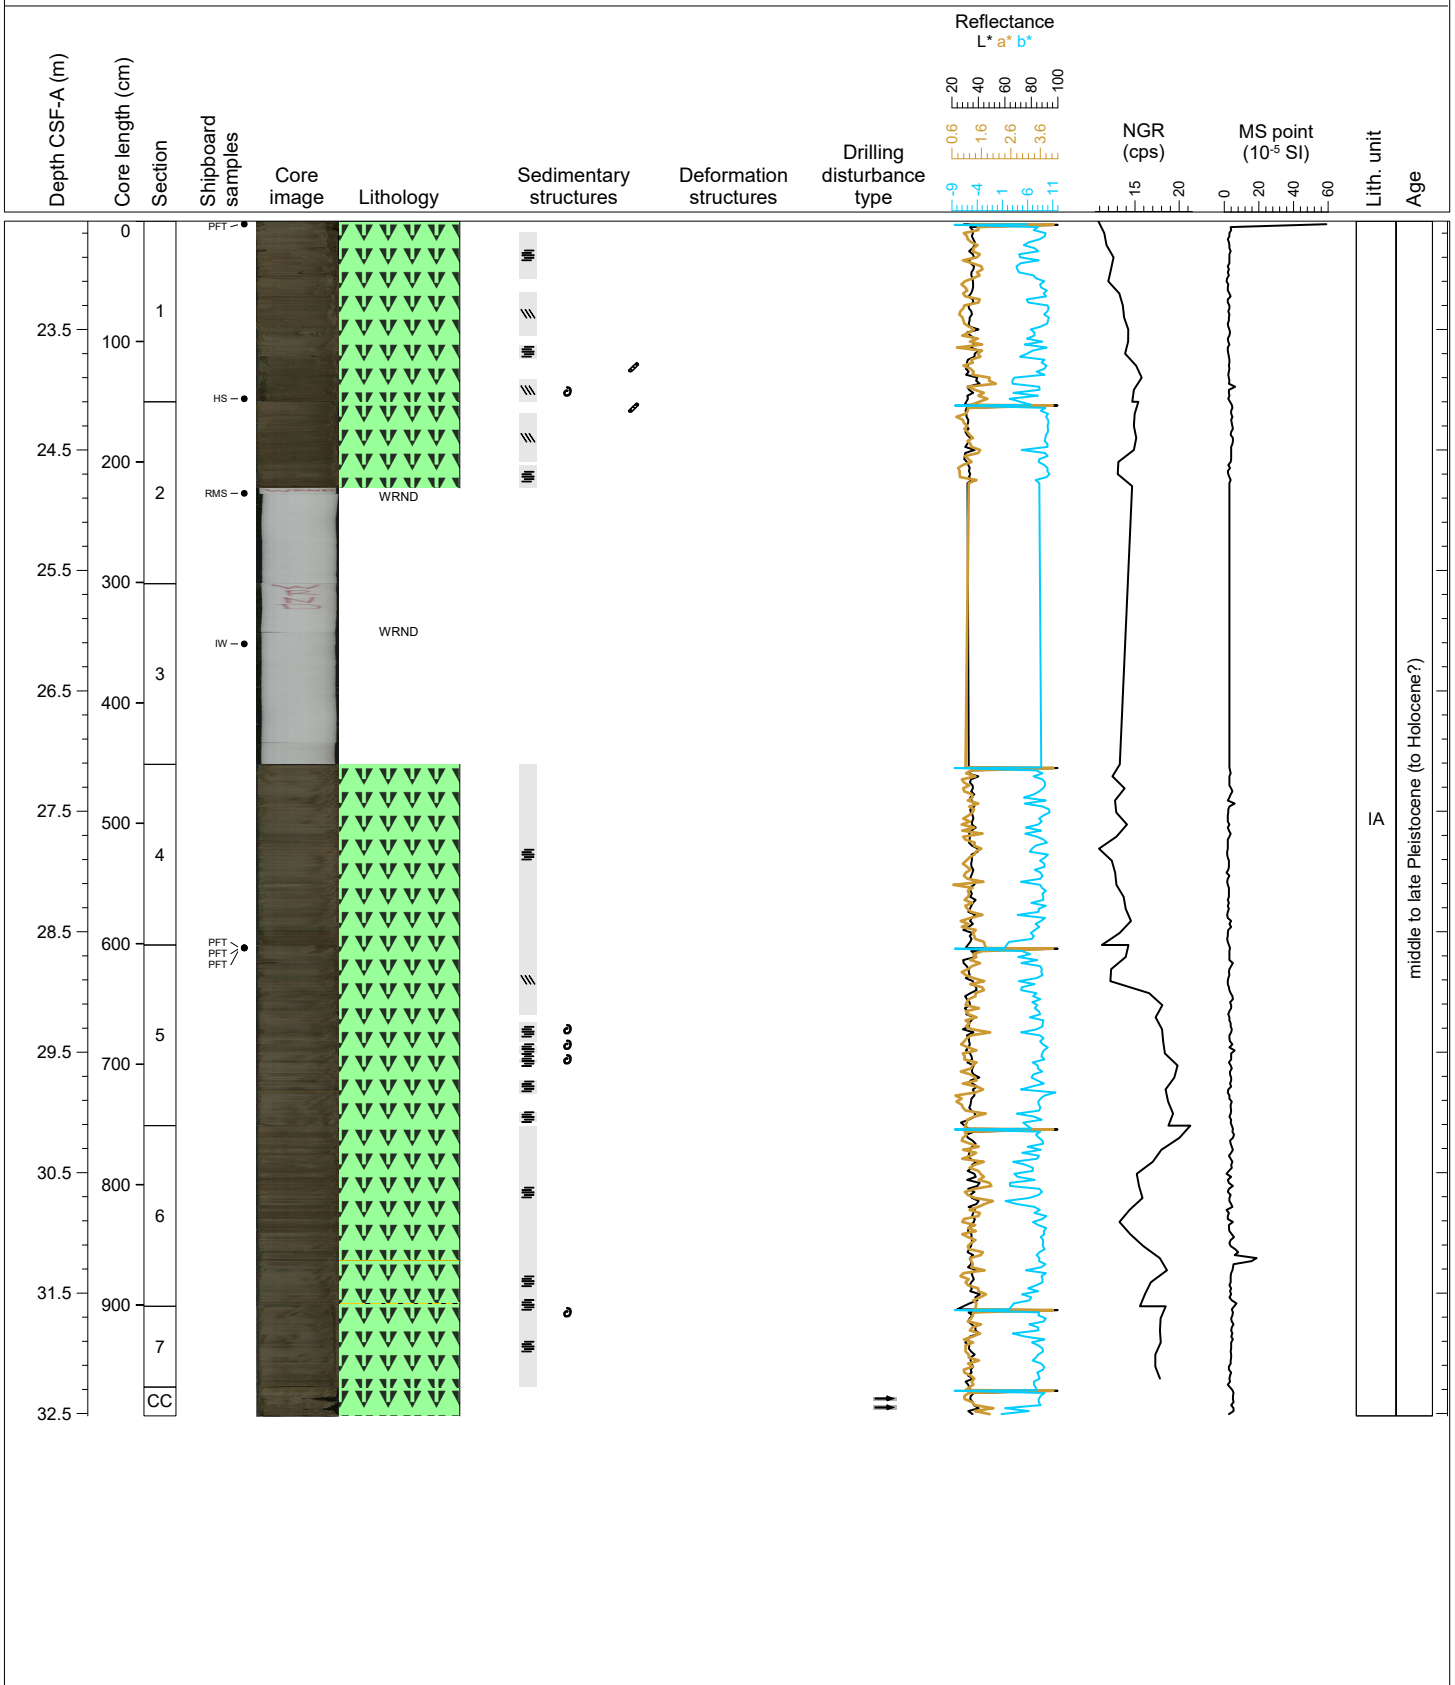 Reflectance
L* a* b*
20 40 60 80 100
0.6 1.6 2.6 3.6
-9 -4 1 6 11
Depth CSF-A (m)
Core length (cm)
Section
Shipboard
samples
Core
image
Lithology
Sedimentary
structures
Deformation
structures
Drilling
disturbance
type
NGR
(cps)
15 20
MS point
(10-5 SI)
0 20 40 60
Lith. unit
Age
PFT
0
1
23.5
100
HS
24.5
200
2
RMS
WRND
25.5
300
WRND
IW
3
26.5
400
27.5
500
IA
4
middle to late Pleistocene (to Holocene?)
28.5
600
PFT
PFT
PFT
5
29.5
700
30.5
800
6
31.5
900
7
CC
32.5